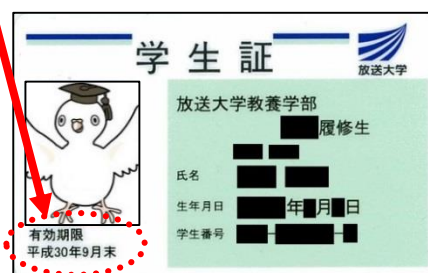 学生証
放送大学
放送大学教養学部
履修生
氏名
生年月日 年 月 日
学生番号
有効期限
平成30年9月末